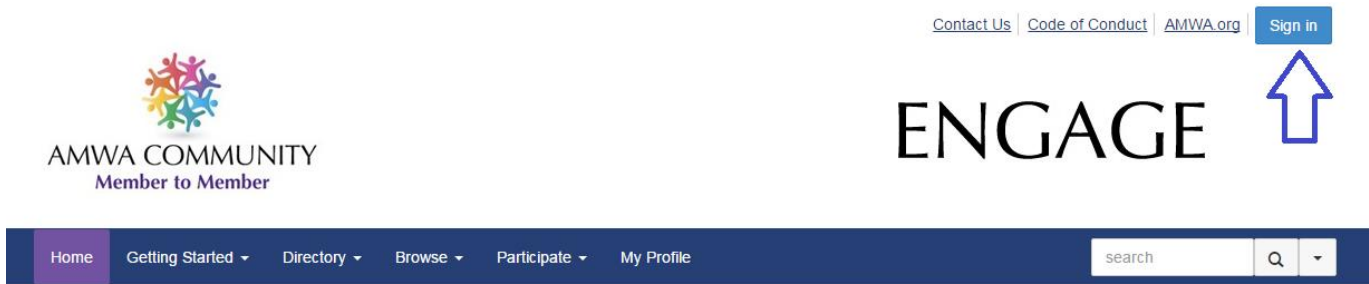 Contact Us Code of Conduct AMWA.org Sign in
ENGAGE
AMWA COMMUNITY
Member to Member
Home Getting Started Directory Browse Participate My Profile search